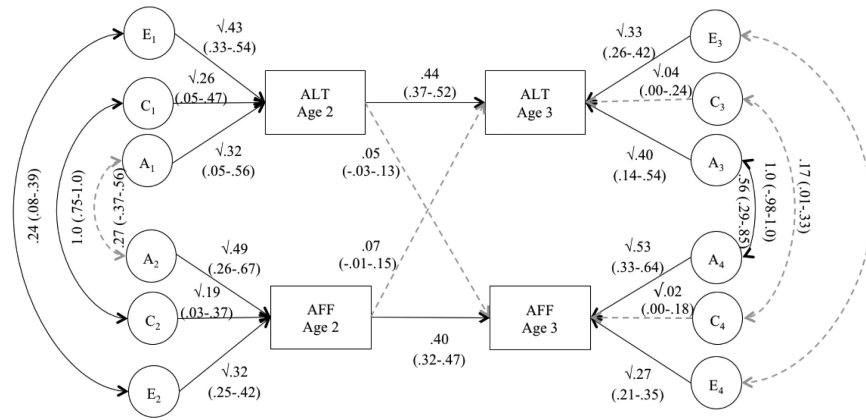 E1
√.43
(.33-.54)
√.26
(.05-.47)
C1
A1
√.32
(.05-.56)
ALT
Age 2
.44
(.37-.52)
ALT
Age 3
√.33
(.26-.42)
E3
√.04
(.00-.24)
C3
√.40
(.14-.54)
A3
.05
(-.03-.13)
.07
(-.01-.15)
.24 (.08-.39)
1.0 (.75-1.0)
.27 (-.37-.56)
.56 (.29-.85)
1.0 (-.98-1.0)
.17 (.01-.33)
A2
√.49
(.26-.67)
√.19
(.03-.37)
C2
√.32
(.25-.42)
E2
AFF
Age 2
.40
(.32-.47)
AFF
Age 3
√.53
(.33-.64)
A4
√.02
(.00-.18)
C4
√.27
(.21-.35)
E4